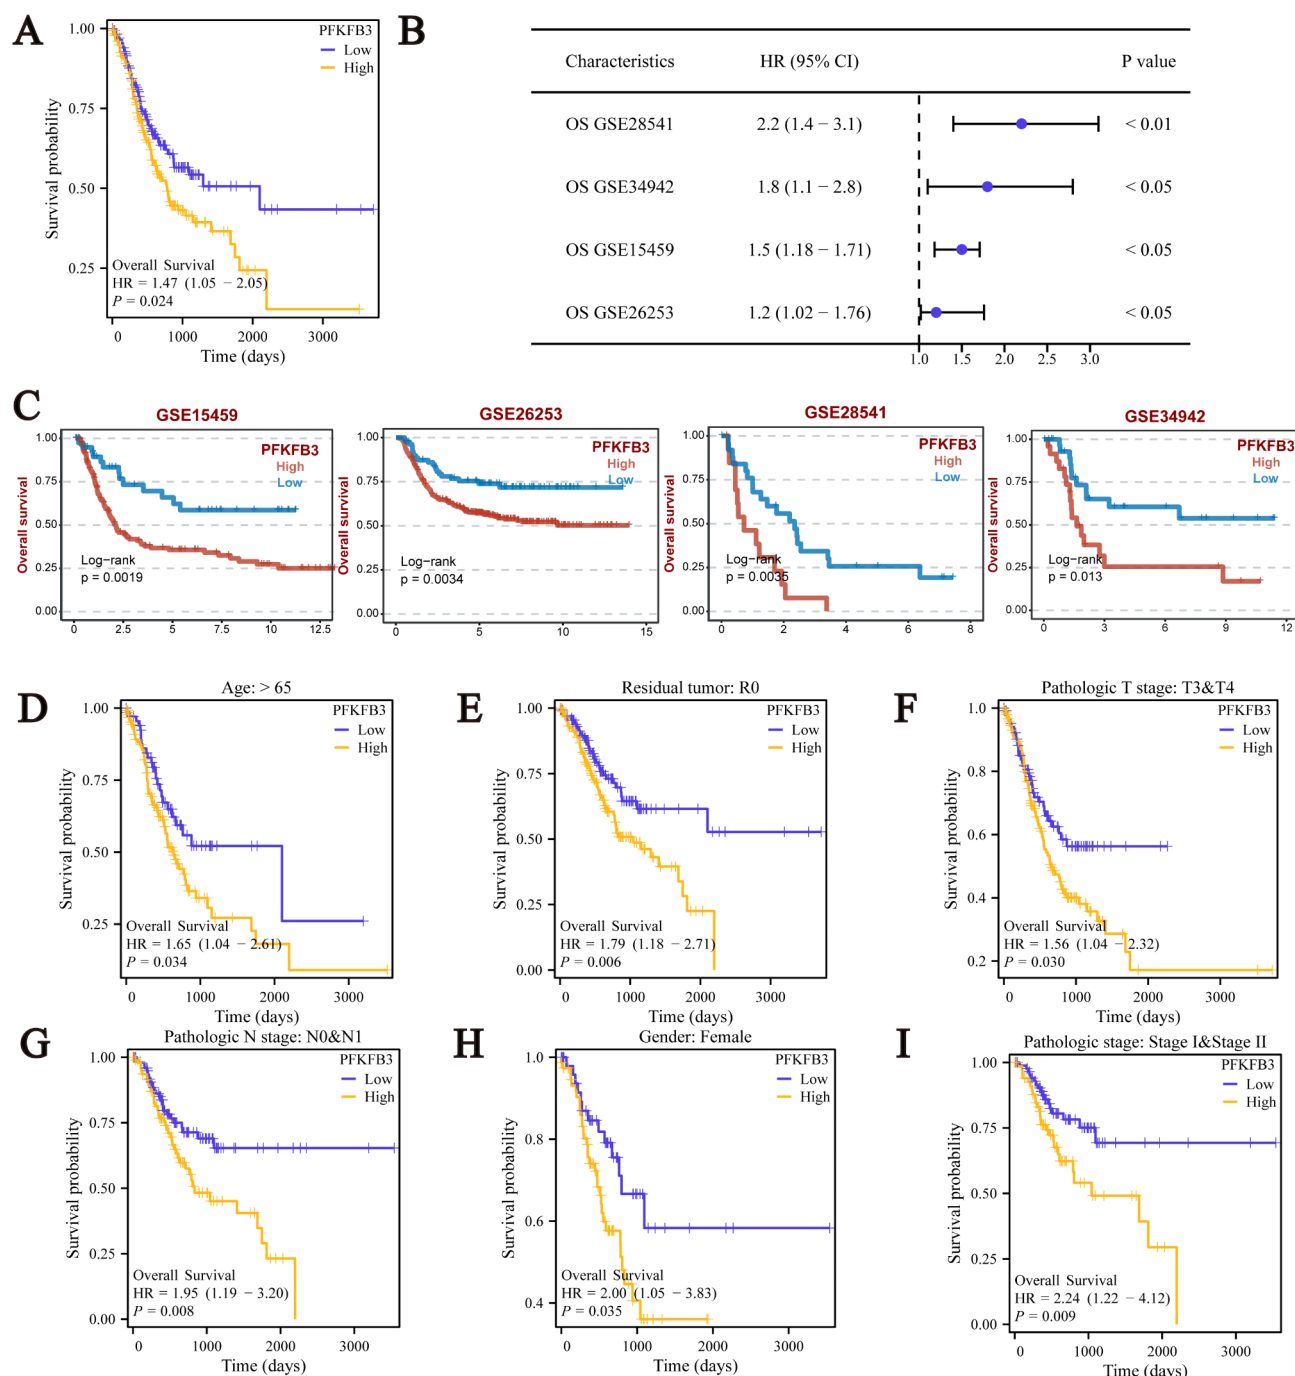 A
PFKFB3
Low
High
1.00
0.75
0.50
0.25
Survival probability
Overall Survival
HR = 1.47 (1.05 − 2.05)
P = 0.024
0 1000 2000 3000
Time (days)
B
Characteristics HR (95% CI) P value
OS GSE28541 2.2 (1.4 − 3.1) < 0.01
OS GSE34942 1.8 (1.1 − 2.8) < 0.05
OS GSE15459 1.5 (1.18 − 1.71) < 0.05
OS GSE26253 1.2 (1.02 − 1.76) < 0.05
1.0 1.5 2.0 2.5 3.0
C
GSE15459
PFKFB3
High
Low
1.00
0.75
0.50
0.25
0.00
Overall survival
Log−rank
p = 0.0019
0 2.5 5 7.5 10 12.5
GSE26253
PFKFB3
High
Low
1.00
0.75
0.50
0.25
0.00
Overall survival
Log−rank
p = 0.0034
0 5 10 15
GSE28541
PFKFB3
High
Low
1.00
0.75
0.50
0.25
0.00
Overall survival
Log−rank
p = 0.0035
0 2 4 6 8
GSE34942
PFKFB3
High
Low
1.00
0.75
0.50
0.25
0.00
Overall survival
Log−rank
p = 0.013
0 3 6 9 12
D
Age: > 65
PFKFB3
Low
High
1.00
0.75
0.50
0.25
Survival probability
Overall Survival
HR = 1.65 (1.04 − 2.61)
P = 0.034
0 1000 2000 3000
Time (days)
E
Residual tumor: R0
PFKFB3
Low
High
1.00
0.75
0.50
0.25
0.00
Survival probability
Overall Survival
HR = 1.79 (1.18 − 2.71)
P = 0.006
0 1000 2000 3000
Time (days)
F
Pathologic T stage: T3&T4
PFKFB3
Low
High
1.0
0.8
0.6
0.4
0.2
Survival probability
Overall Survival
HR = 1.56 (1.04 − 2.32)
P = 0.030
0 1000 2000 3000
Time (days)
G
Pathologic N stage: N0&N1
PFKFB3
Low
High
1.00
0.75
0.50
0.25
0.00
Survival probability
Overall Survival
HR = 1.95 (1.19 − 3.20)
P = 0.008
0 1000 2000 3000
Time (days)
H
Gender: Female
PFKFB3
Low
High
1.0
0.8
0.6
0.4
Survival probability
Overall Survival
HR = 2.00 (1.05 − 3.83)
P = 0.035
0 1000 2000 3000
Time (days)
I
Pathologic stage: Stage I&Stage II
PFKFB3
Low
High
1.00
0.75
0.50
0.25
0.00
Survival probability
Overall Survival
HR = 2.24 (1.22 − 4.12)
P = 0.009
0 1000 2000 3000
Time (days)